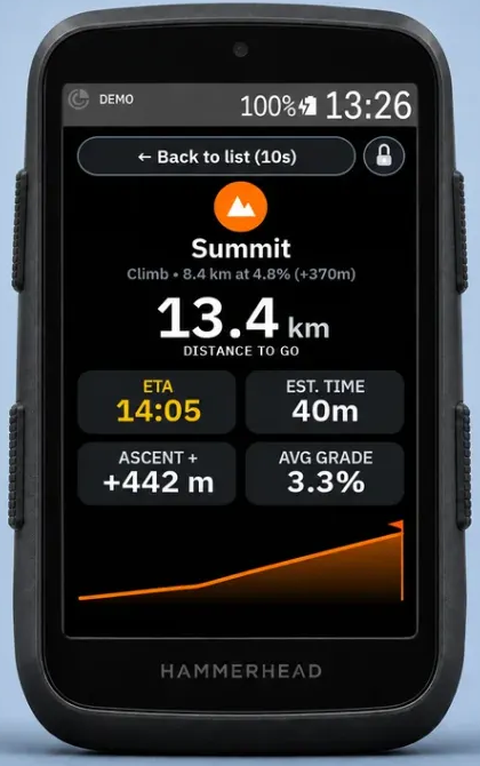 DEMO 100% 13:26
← Back to list (10s)
Summit
Climb • 8.4 km at 4.8% (+370m)
13.4 km
DISTANCE TO GO
ETA
14:05
EST. TIME
40m
ASCENT +
+442 m
AVG GRADE
3.3%
HAMMERHEAD